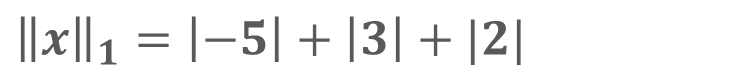 ‖x‖₁ = |−5| + |3| + |2|